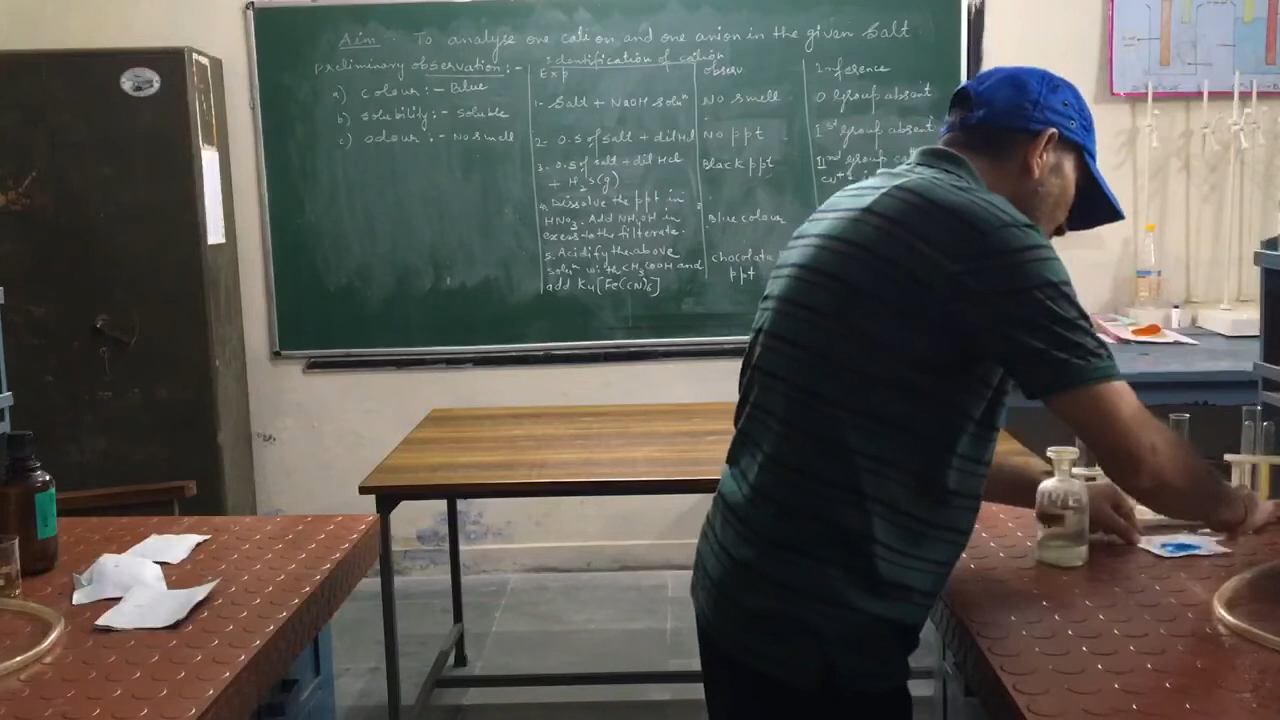 Aim : To analyse one cation and one anion in the given Salt
preliminary observation :-
a) colour :- Blue
b) solubility :- soluble
c) odour :- No smell
Identification of cation
Exp
observ
Inference
1- Salt + NaOH soluⁿ
No smell
0 group absent
2- 0.5 of salt + dil Hcl
No ppt
Iˢᵗ group absent
3- 0.5 of salt + dil HCl
+ H₂S(g)
Black ppt
IIⁿᵈ group
4. Dissolve the ppt in
HNO₃. Add NH₄OH in
excess to the filterate.
Blue colour
5. Acidify the above
soluⁿ with CH₃COOH and
add K₄[Fe(CN)₆]
chocolate
ppt